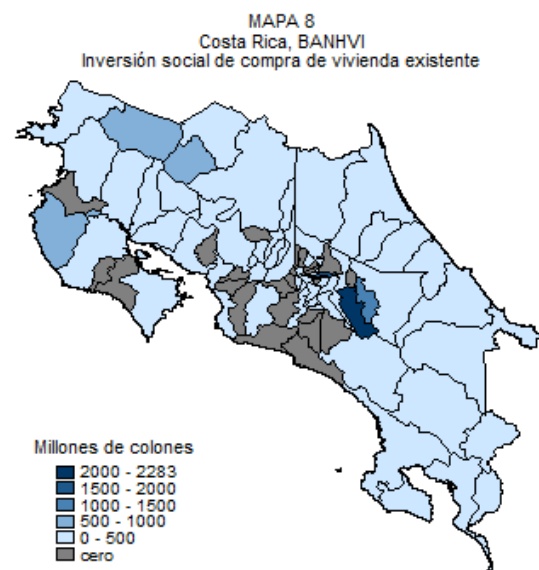 MAPA 8
Costa Rica, BANHVI
Inversión social de compra de vivienda existente
Millones de colones
2000 - 2283
1500 - 2000
1000 - 1500
500 - 1000
0 - 500
cero